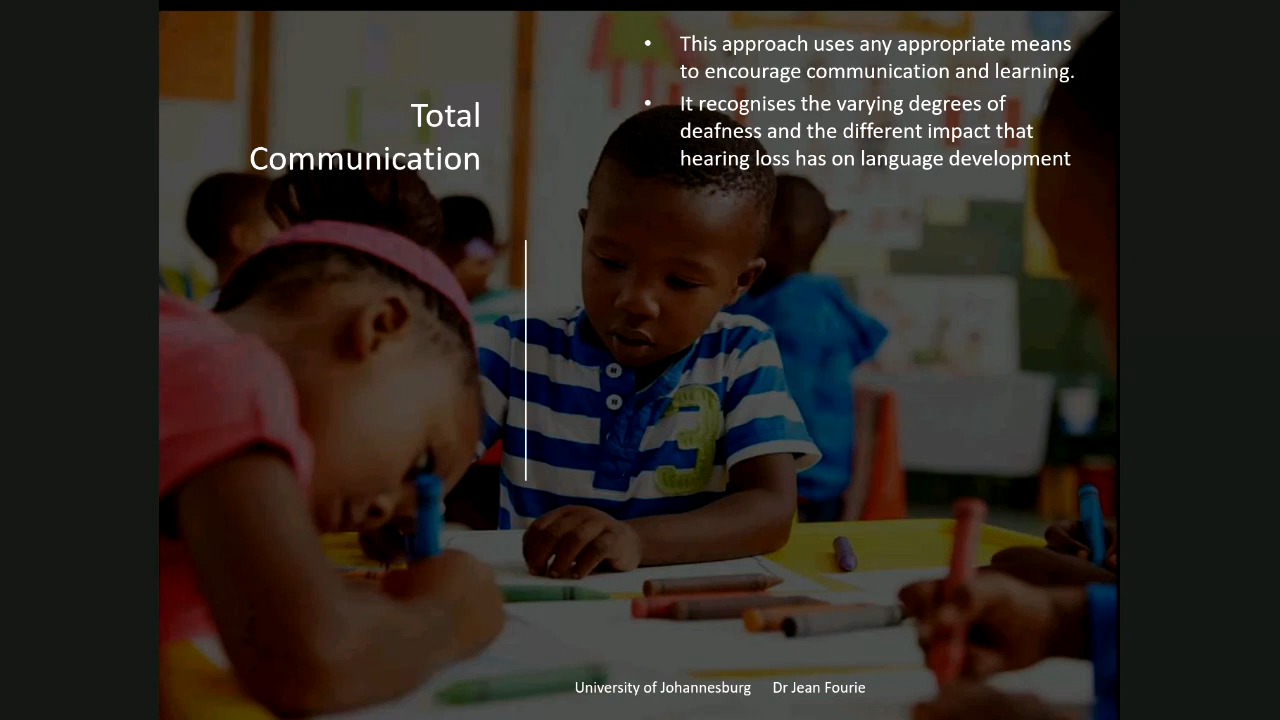 Total
Communication
• This approach uses any appropriate means
to encourage communication and learning.
• It recognises the varying degrees of
deafness and the different impact that
hearing loss has on language development
3
University of Johannesburg Dr Jean Fourie